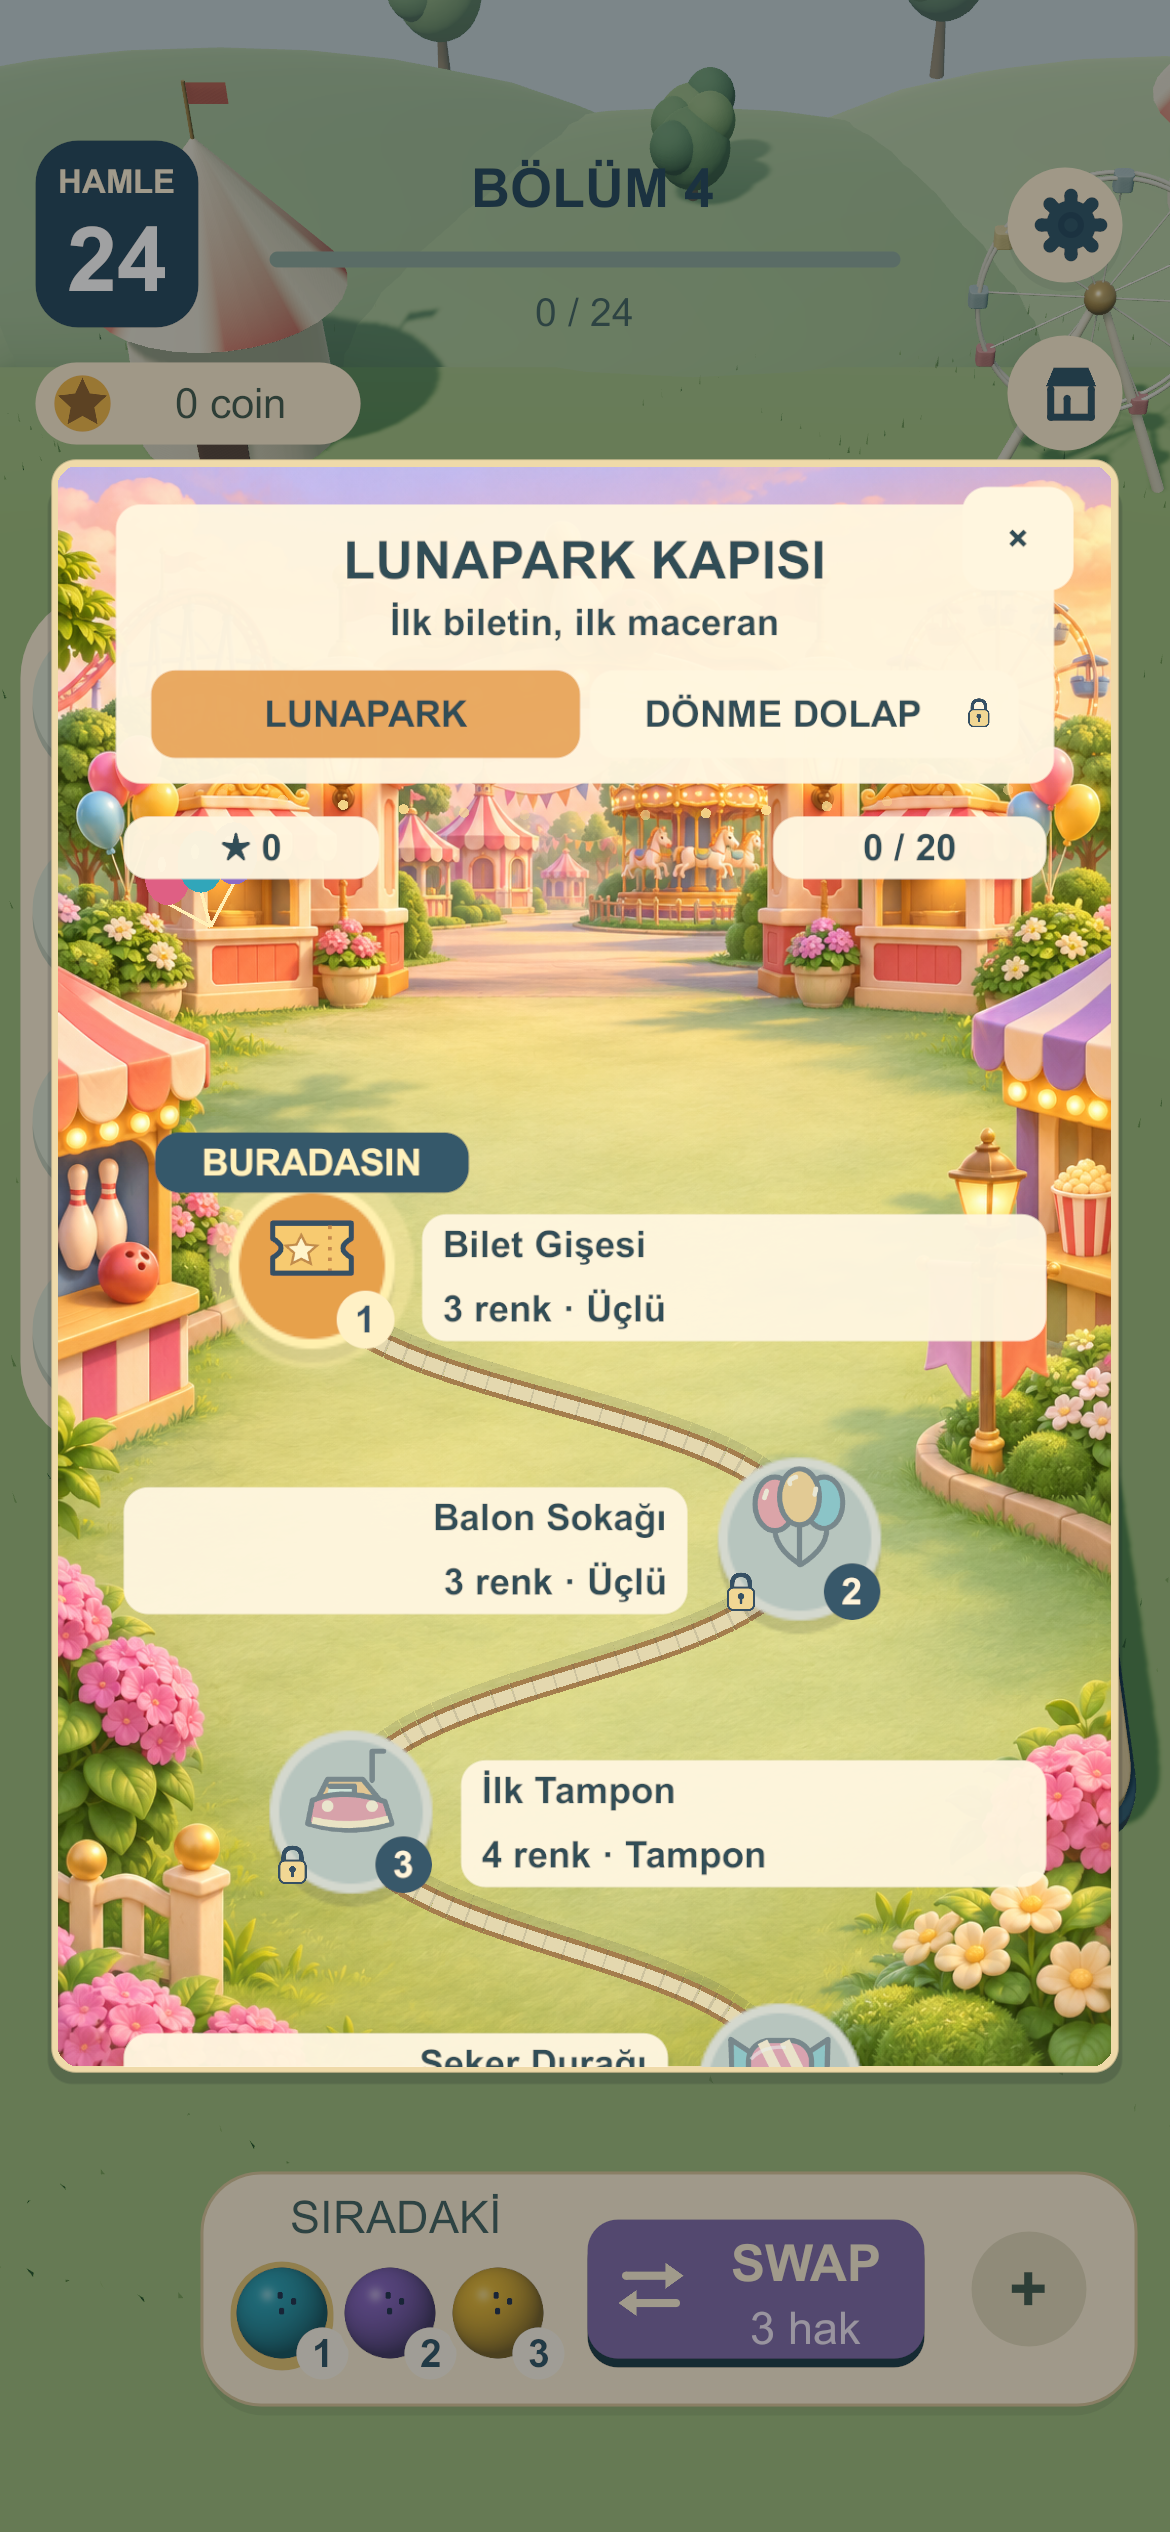 HAMLE
24
BÖLÜM 4
0 / 24
0 coin
LUNAPARK KAPISI
×
İlk biletin, ilk maceran
LUNAPARK
DÖNME DOLAP
★ 0
0 / 20
BURADASIN
Bilet Gişesi
3 renk · Üçlü
1
Balon Sokağı
3 renk · Üçlü
2
İlk Tampon
4 renk · Tampon
3
Şeker Durağı
SIRADAKİ
1
2
3
SWAP
3 hak
+